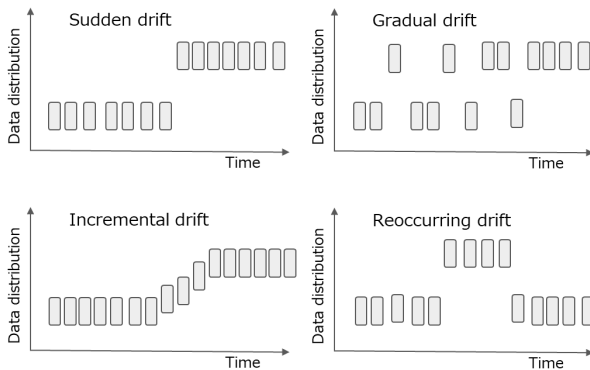 Sudden drift
Data distribution
Time
Gradual drift
Data distribution
Time
Incremental drift
Data distribution
Time
Reoccurring drift
Data distribution
Time